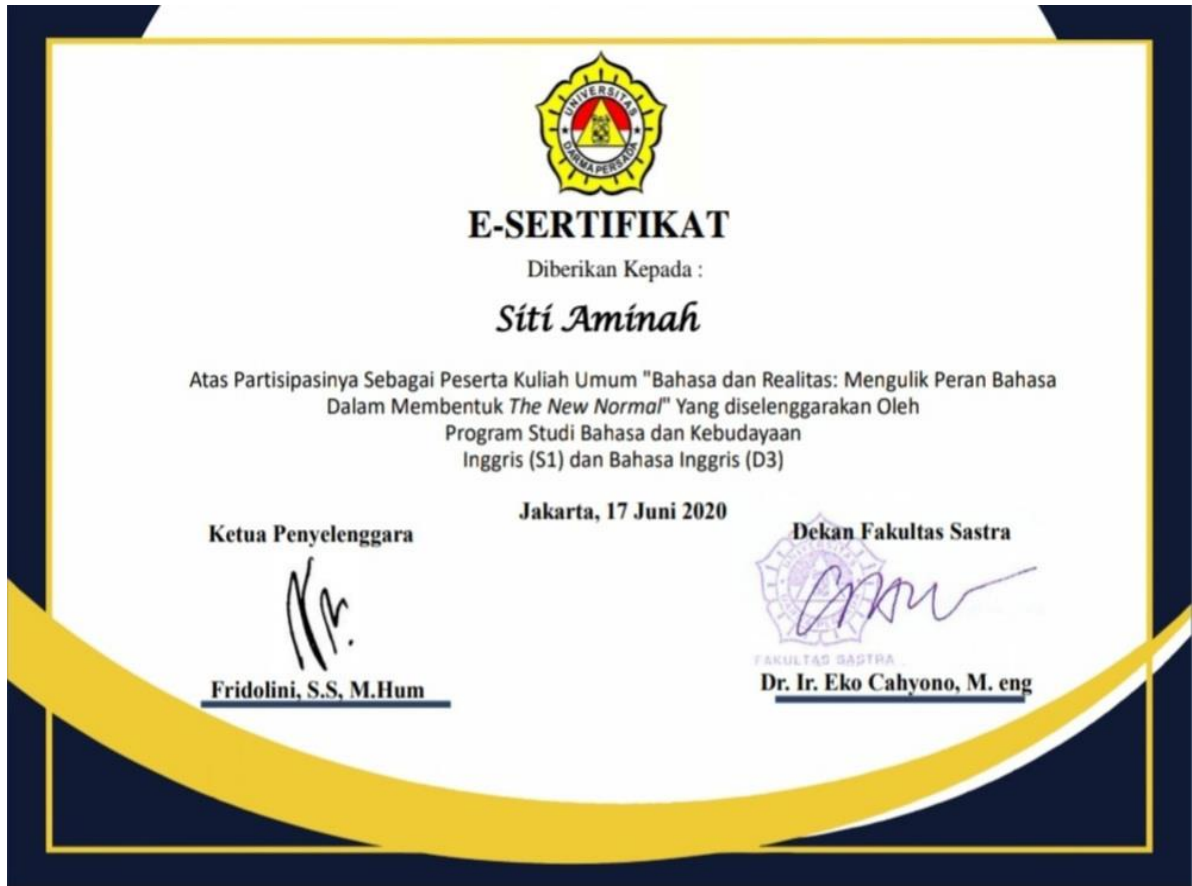 UNIVERSITAS
DARMA PERSADA
E-SERTIFIKAT
Diberikan Kepada :
Siti Aminah
Atas Partisipasinya Sebagai Peserta Kuliah Umum "Bahasa dan Realitas: Mengulik Peran Bahasa
Dalam Membentuk The New Normal" Yang diselenggarakan Oleh
Program Studi Bahasa dan Kebudayaan
Inggris (S1) dan Bahasa Inggris (D3)
Jakarta, 17 Juni 2020
Ketua Penyelenggara
Fridolini, S.S, M.Hum
Dekan Fakultas Sastra
FAKULTAS SASTRA
Dr. Ir. Eko Cahyono, M. eng